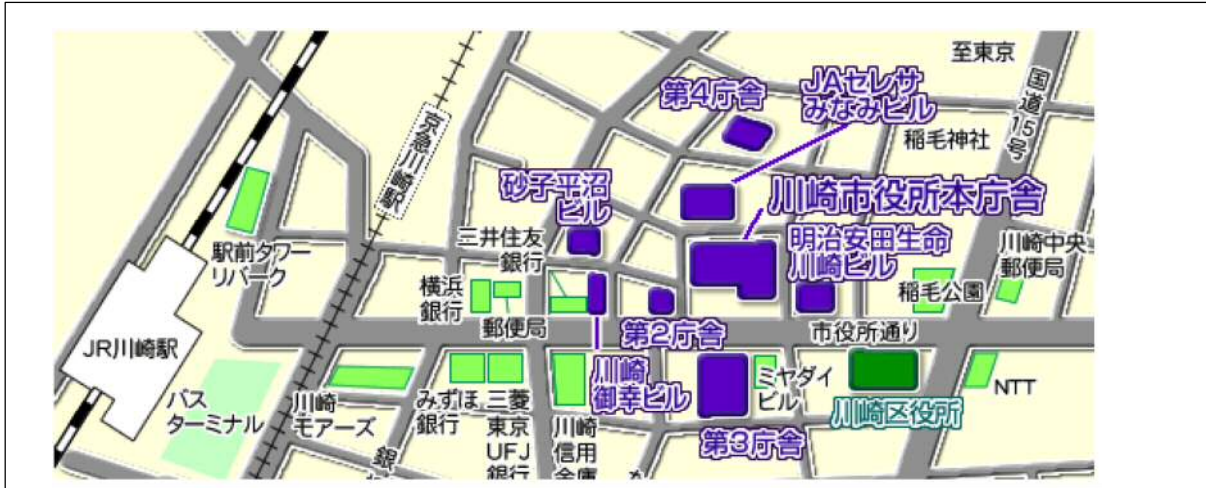 至東京
国道15号
JAセレサ
みなみビル
第4庁舎
稲毛神社
京急川崎駅
砂子平沼
ビル
川崎市役所本庁舎
明治安田生命
川崎ビル
川崎中央
郵便局
駅前タワー
リバーク
三井住友
銀行
横浜
銀行
稲毛公園
郵便局
第2庁舎
市役所通り
JR川崎駅
川崎
御幸ビル
ミヤダイ
ビル
NTT
バス
ターミナル
川崎
モアーズ
みずほ
銀行
三菱
東京
UFJ
銀行
川崎
信用
金庫
川崎区役所
第3庁舎
銀